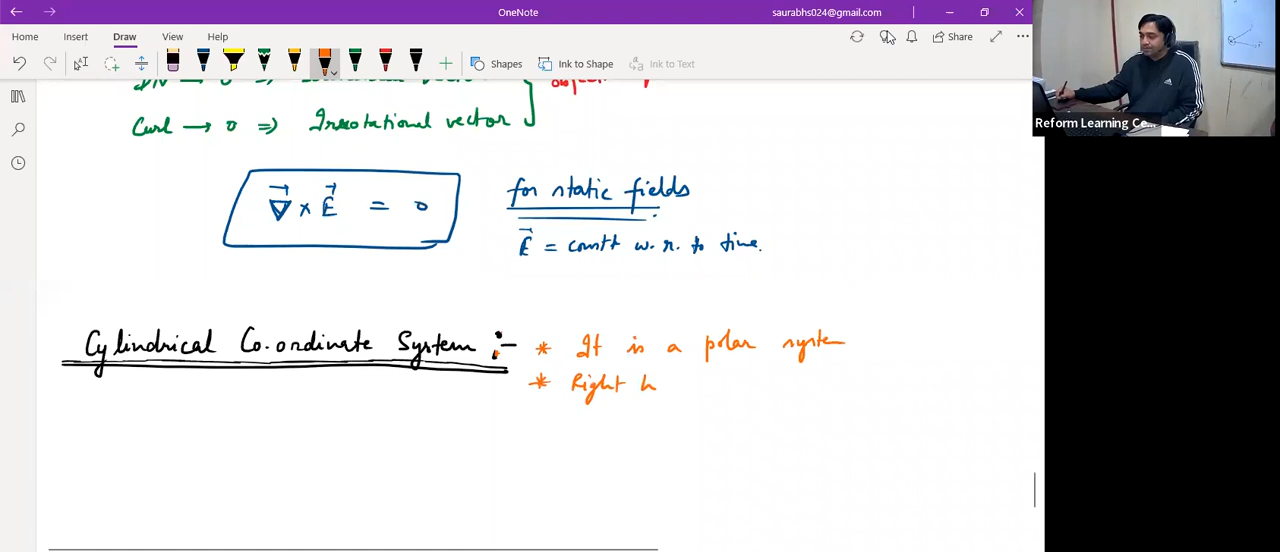 OneNote
saurabhs024@gmail.com
Home Insert Draw View Help
Share
Shapes
Ink to Shape
Ink to Text
Reform Learning Ce...
Curl → 0 ⇒ Irrotational vector
∇⃗ × E⃗ = 0
for static fields
E⃗ = constt w.r. to time.
Cylindrical Co-ordinate System :-
* It is a polar system
* Right h